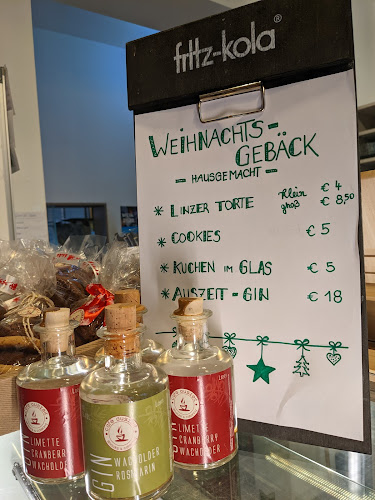 fritz-kola®
WEIHNACHTS-
GEBÄCK
- HAUSGEMACHT -
* LINZER TORTE klein € 4
groß € 8,50
* COOKIES € 5
* KUCHEN IM GLAS € 5
* AUSZEIT-GIN € 18
LIMETTE
CRANBERRY
WACHOLDER
GIN
WACHOLDER
ROSMARIN
LIMETTE
CRANBERRY
WACHOLDER